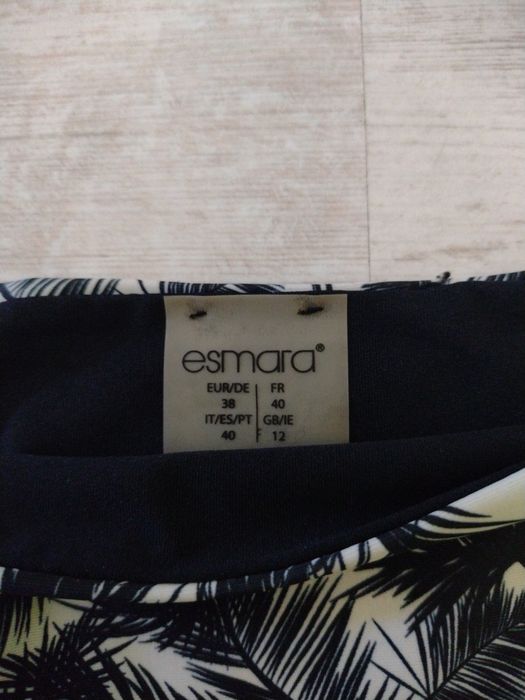 esmara®
EUR/DE FR
38 40
IT/ES/PT GB/IE
40 F 12